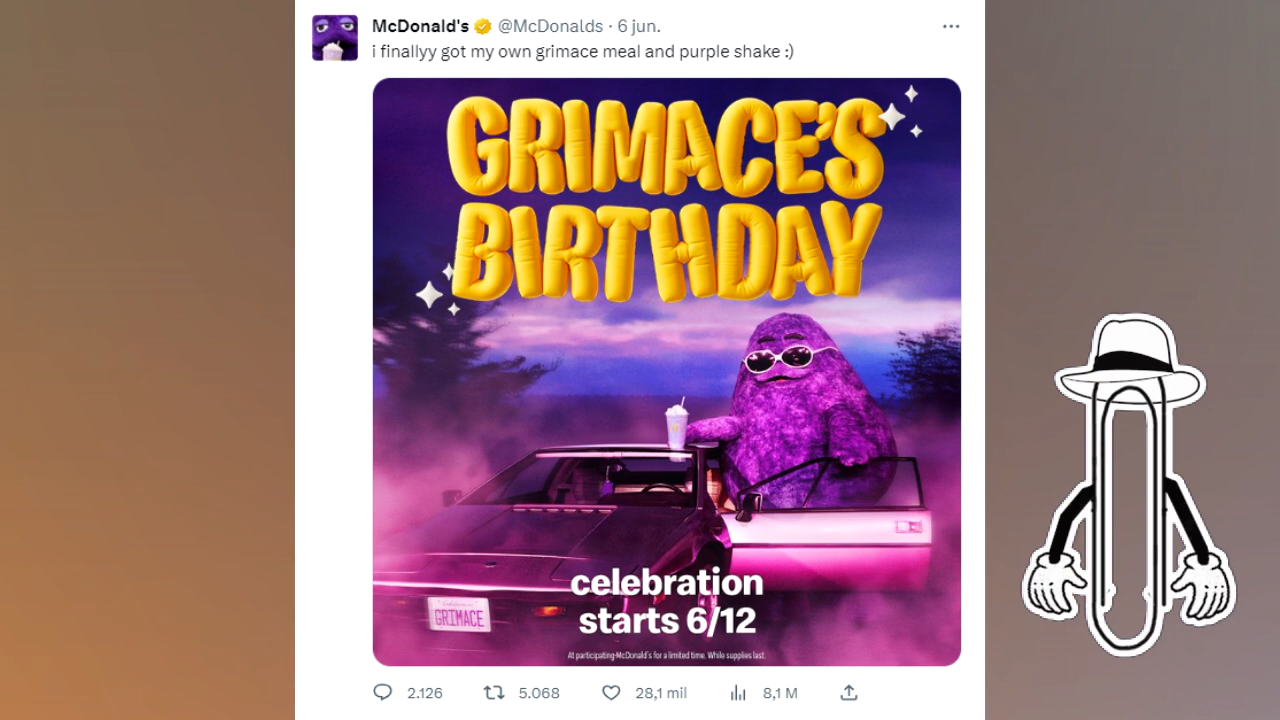 McDonald's @McDonalds · 6 jun.
i finallyy got my own grimace meal and purple shake :)
GRIMACE'S
BIRTHDAY
GRIMACE
celebration
starts 6/12
At participating McDonald's for a limited time. While supplies last.
2.126 5.068 28,1 mil 8,1 M